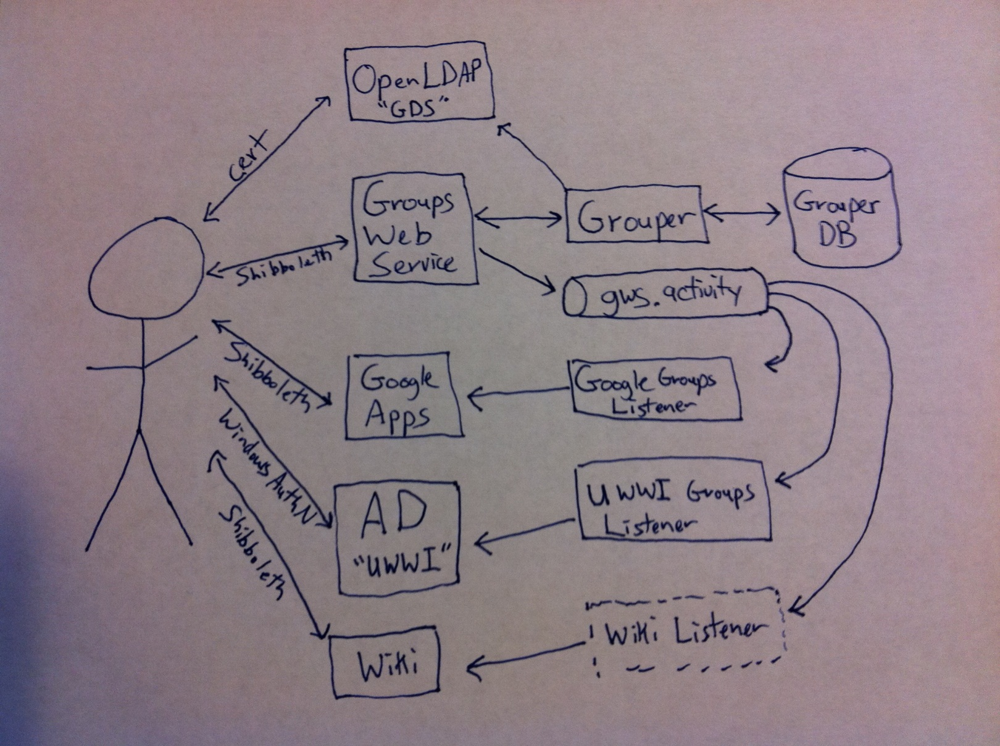 OpenLDAP
"GDS"
cert
Groups
Web
Service
Grouper
Grouper
DB
Shibboleth
gws.activity
Shibboleth
Google
Apps
Google Groups
Listener
Windows AuthN
AD
"UWWI"
UWWI Groups
Listener
Shibboleth
Wiki
Wiki Listener